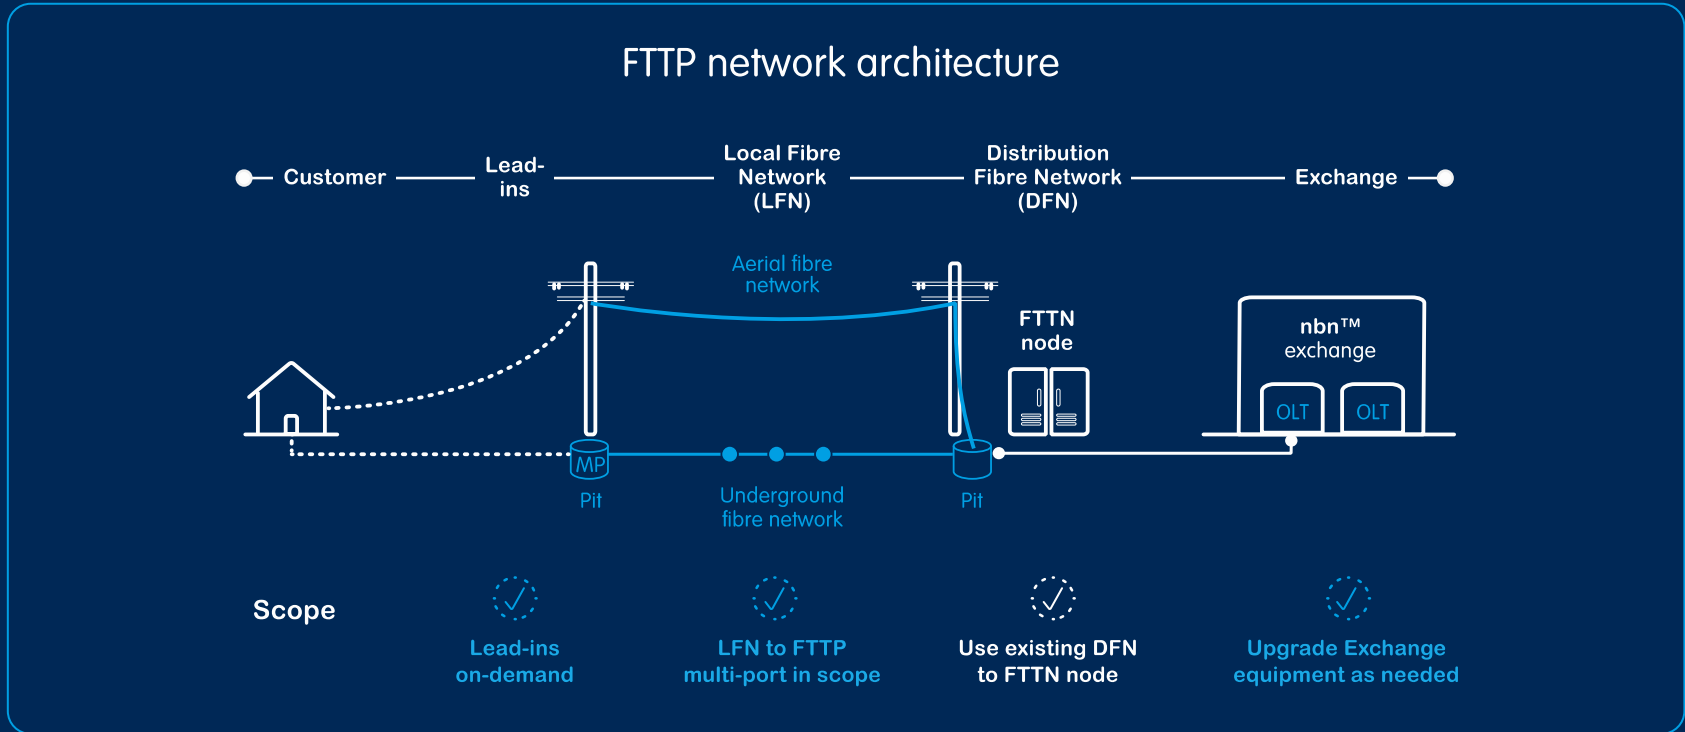 FTTP network architecture
Customer
Lead-
ins
Local Fibre
Network
(LFN)
Distribution
Fibre Network
(DFN)
Exchange
Aerial fibre
network
FTTN
node
nbn™
exchange
OLT
OLT
MP
Pit
Underground
fibre network
Pit
Scope
Lead-ins
on-demand
LFN to FTTP
multi-port in scope
Use existing DFN
to FTTN node
Upgrade Exchange
equipment as needed